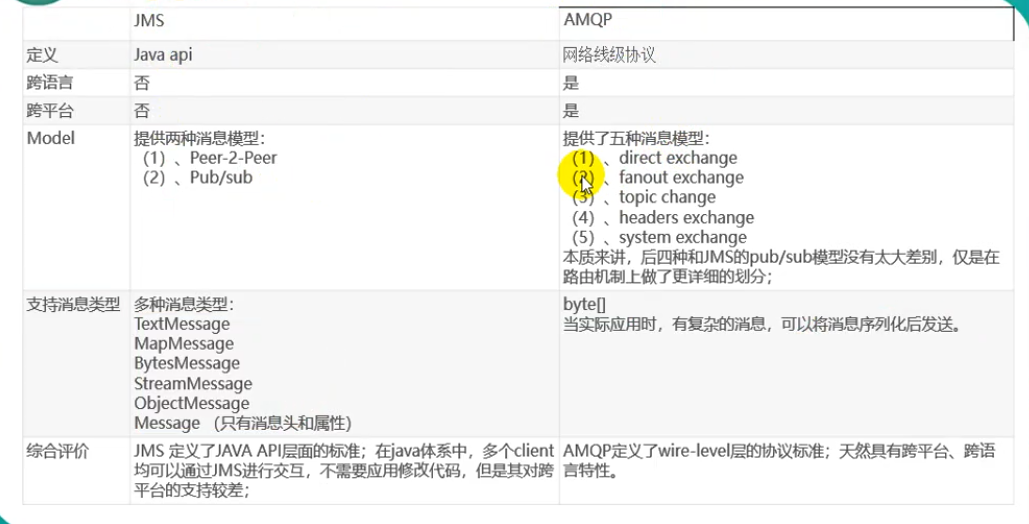 JMS AMQP
定义 Java api 网络线级协议
跨语言 否 是
跨平台 否 是
Model 提供两种消息模型： 提供了五种消息模型：
（1）、Peer-2-Peer （1）、direct exchange
（2）、Pub/sub （2）、fanout exchange
（3）、topic change
（4）、headers exchange
（5）、system exchange
本质来讲，后四种和JMS的pub/sub模型没有太大差别，仅是在
路由机制上做了更详细的划分；
支持消息类型 多种消息类型： byte[]
TextMessage 当实际应用时，有复杂的消息，可以将消息序列化后发送。
MapMessage
BytesMessage
StreamMessage
ObjectMessage
Message （只有消息头和属性）
综合评价 JMS 定义了JAVA API层面的标准；在java体系中，多个client AMQP定义了wire-level层的协议标准；天然具有跨平台、跨语
均可以通过JMS进行交互，不需要应用修改代码，但是其对跨 言特性。
平台的支持较差；